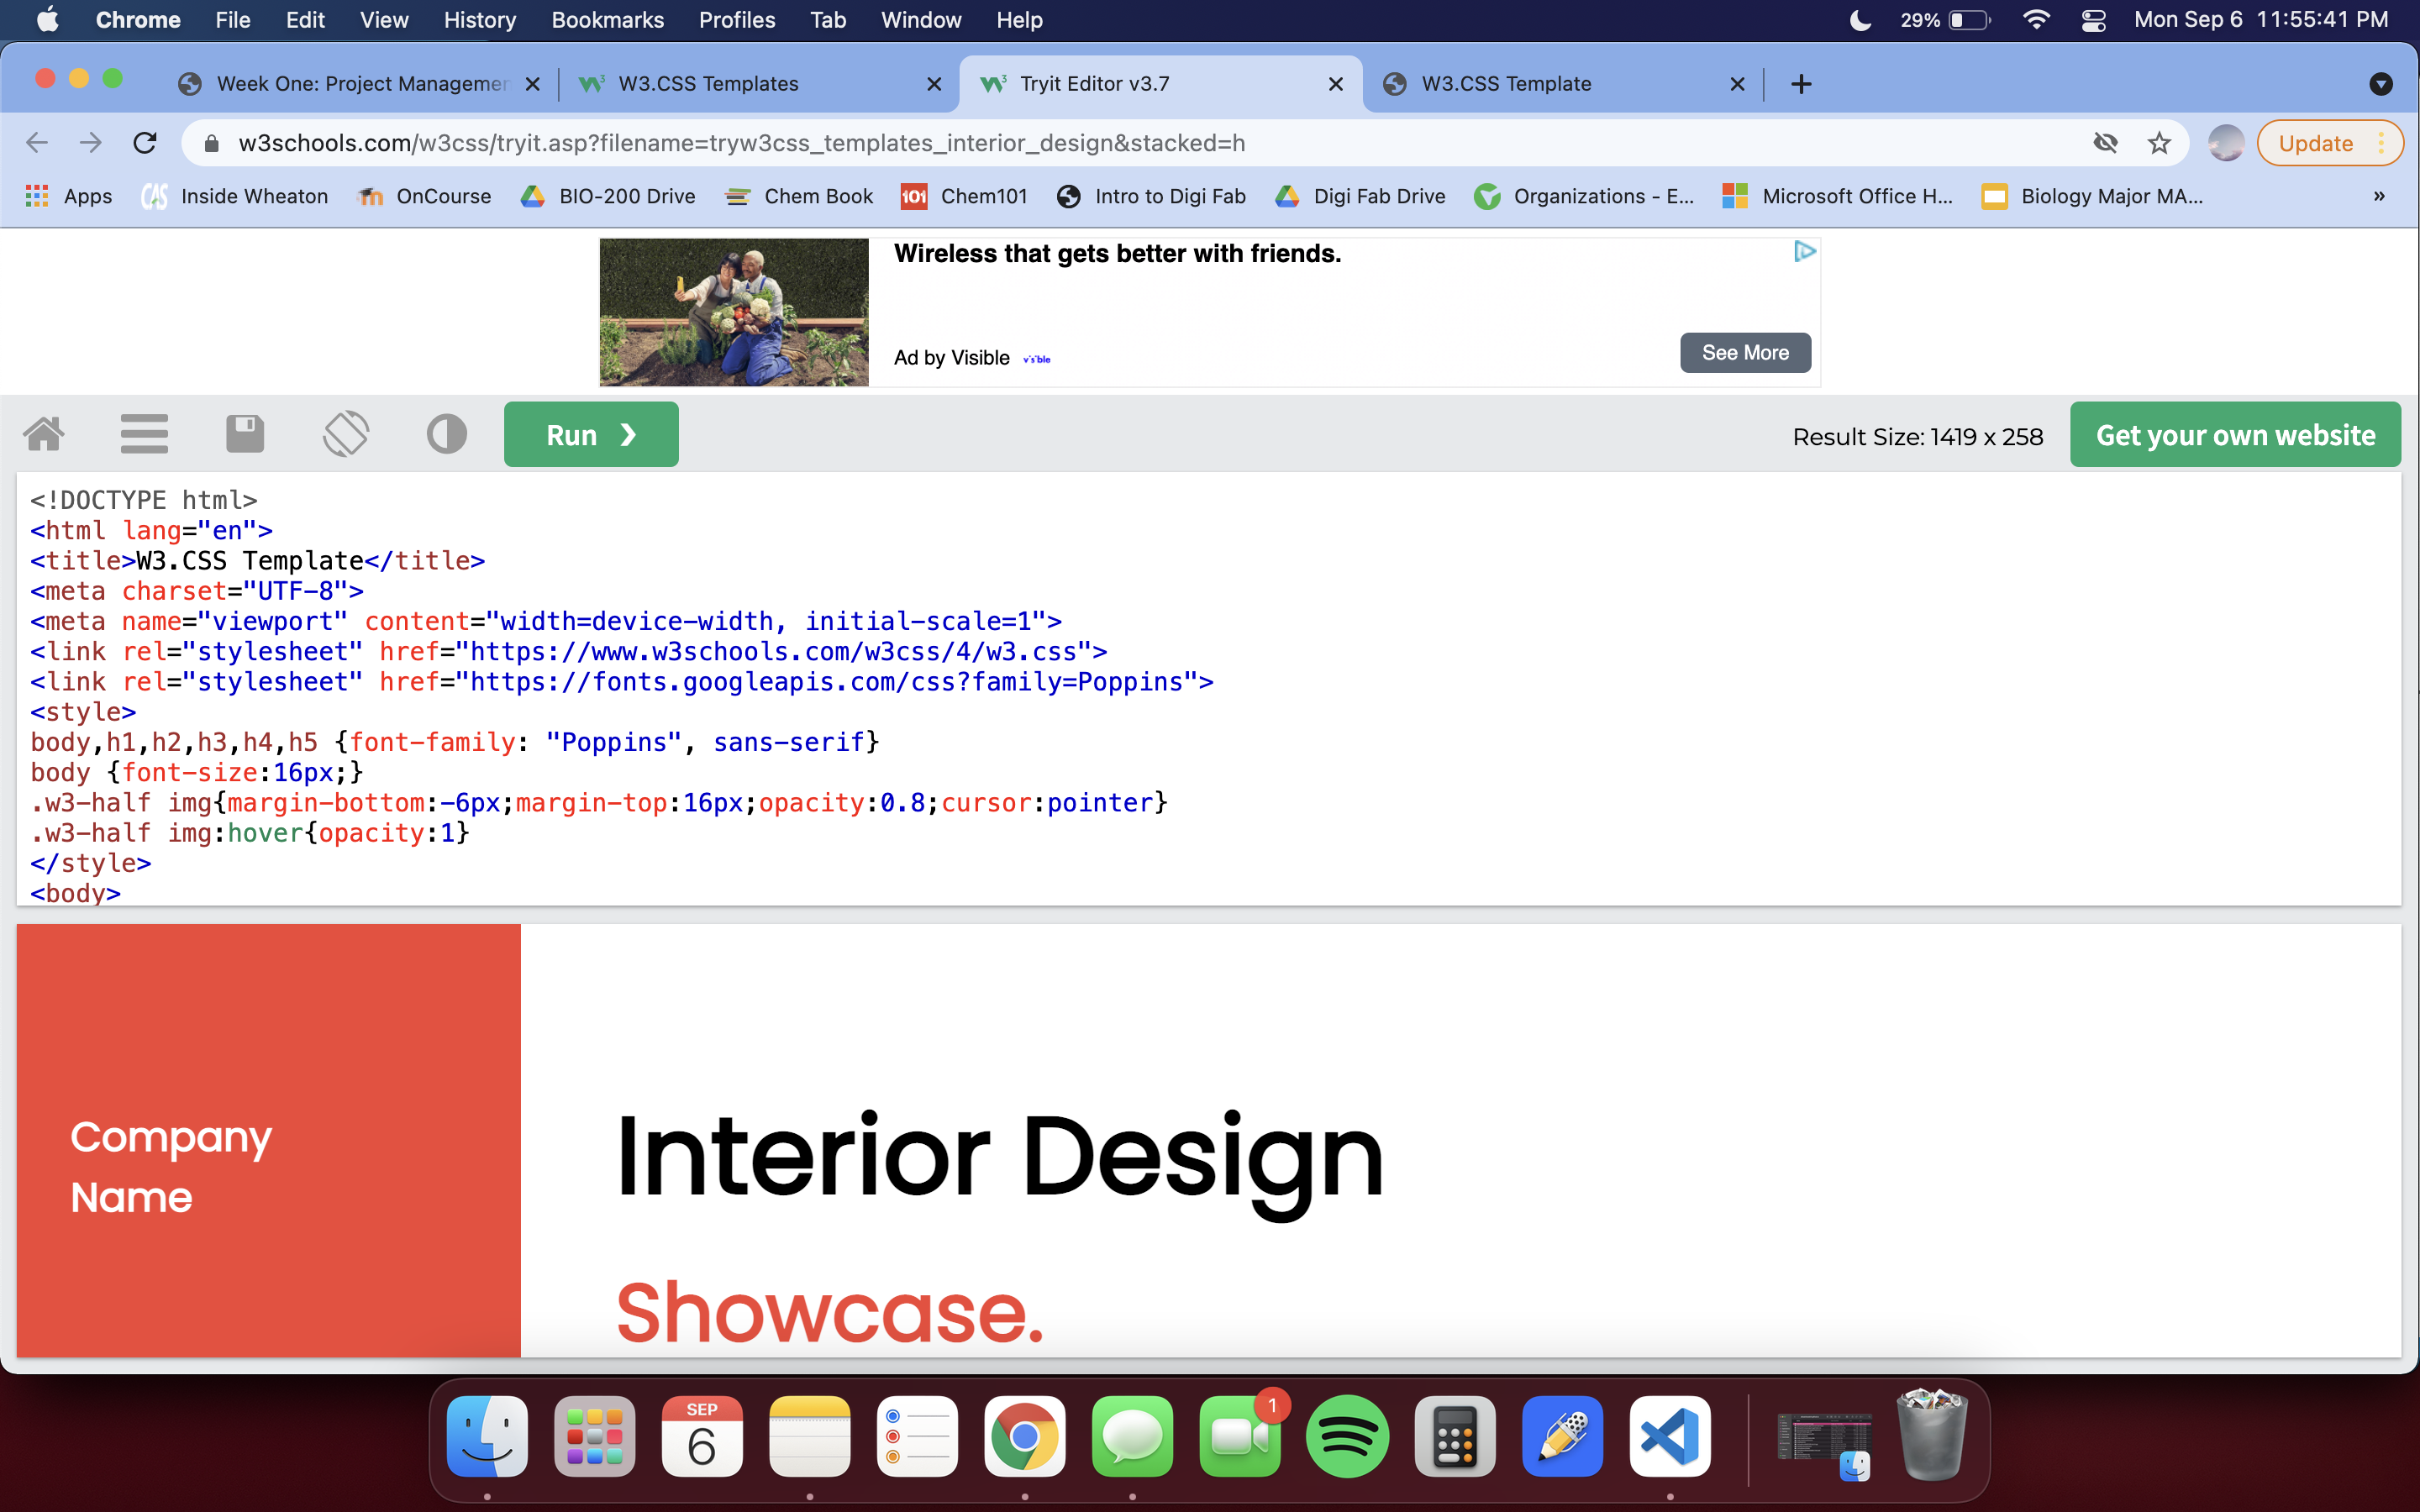 Chrome File Edit View History Bookmarks Profiles Tab Window Help 29% Mon Sep 6 11:55:41 PM
Week One: Project Managemen W3.CSS Templates Tryit Editor v3.7 W3.CSS Template
w3schools.com/w3css/tryit.asp?filename=tryw3css_templates_interior_design&stacked=h Update
Apps Inside Wheaton OnCourse BIO-200 Drive Chem Book 101 Chem101 Intro to Digi Fab Digi Fab Drive Organizations - E... Microsoft Office H... Biology Major MA... »
Wireless that gets better with friends.
Ad by Visible visible See More
Run ❯ Result Size: 1419 x 258 Get your own website
<!DOCTYPE html>
<html lang="en">
<title>W3.CSS Template</title>
<meta charset="UTF-8">
<meta name="viewport" content="width=device-width, initial-scale=1">
<link rel="stylesheet" href="https://www.w3schools.com/w3css/4/w3.css">
<link rel="stylesheet" href="https://fonts.googleapis.com/css?family=Poppins">
<style>
body,h1,h2,h3,h4,h5 {font-family: "Poppins", sans-serif}
body {font-size:16px;}
.w3-half img{margin-bottom:-6px;margin-top:16px;opacity:0.8;cursor:pointer}
.w3-half img:hover{opacity:1}
</style>
<body>
Company
Name
Interior Design
Showcase.
SEP
6
1